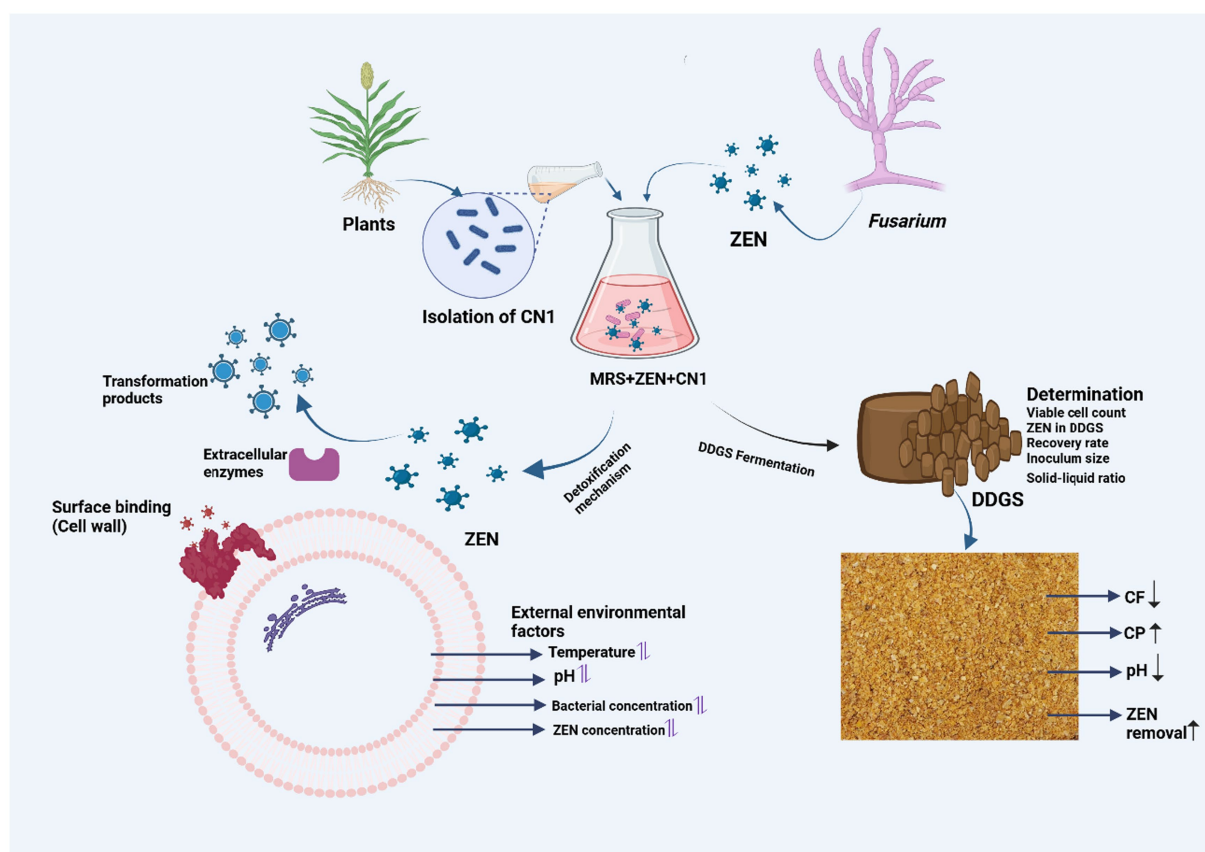 Plants
Fusarium
ZEN
Isolation of CN1
MRS+ZEN+CN1
Transformation
products
Extracellular
enzymes
Surface binding
(Cell wall)
ZEN
Detoxification
mechanism
DDGS Fermentation
Determination
Viable cell count
ZEN in DDGS
Recovery rate
Inoculum size
Solid-liquid ratio
DDGS
External environmental
factors
Temperature
pH
Bacterial concentration
ZEN concentration
CF
CP
pH
ZEN
removal